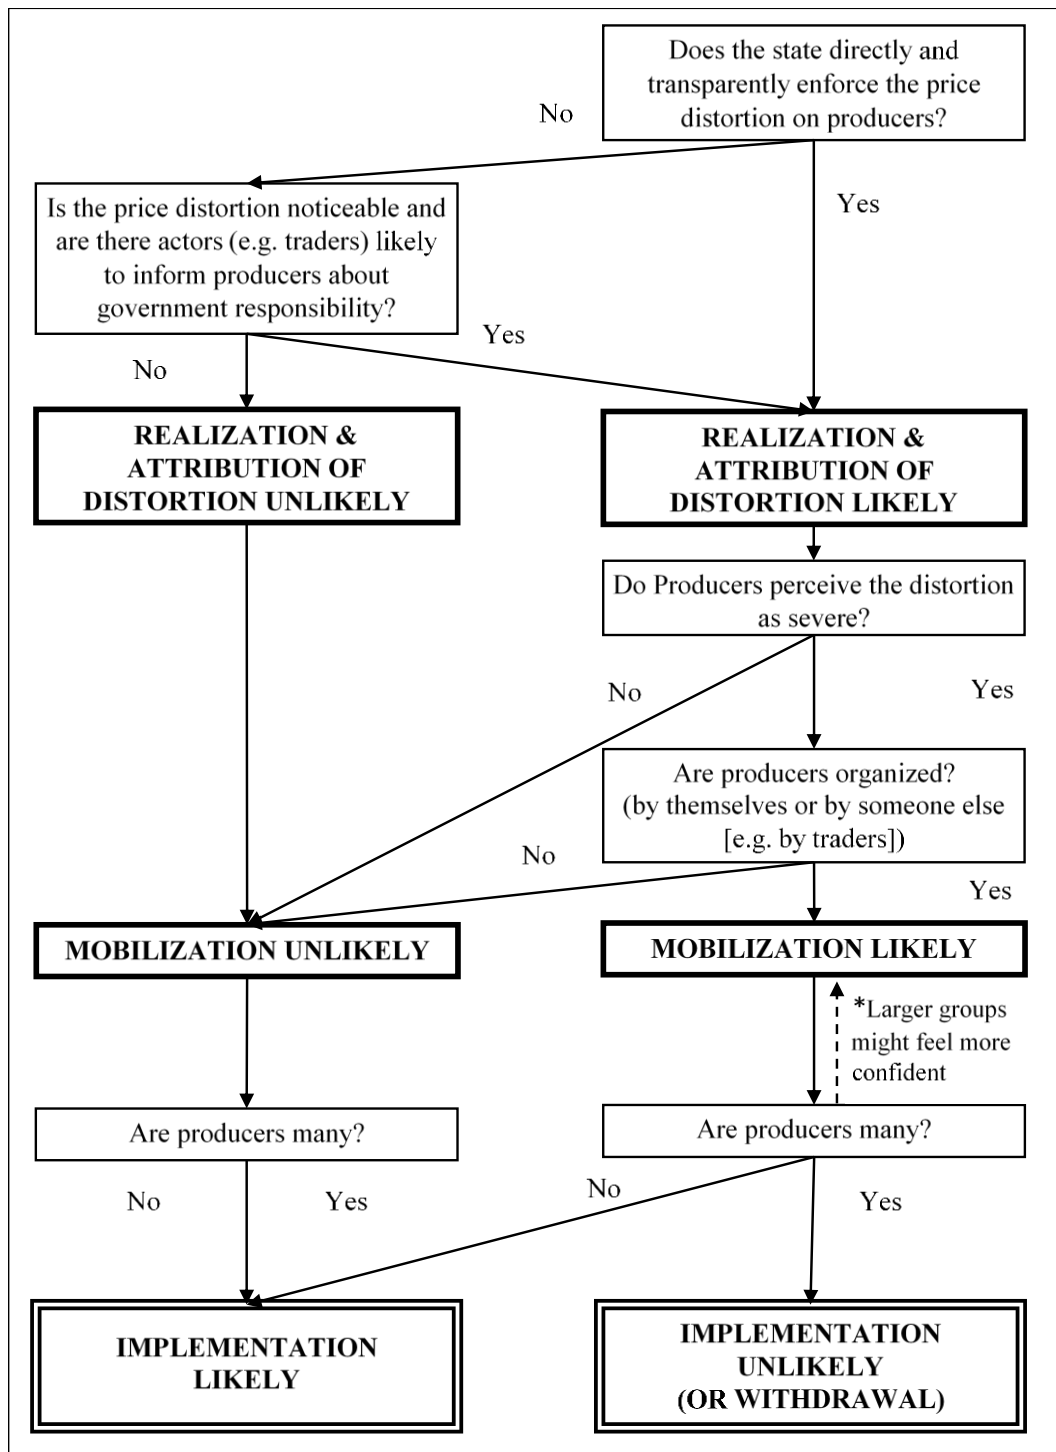 Does the state directly and
transparently enforce the price
distortion on producers?
No
Yes
Is the price distortion noticeable and
are there actors (e.g. traders) likely
to inform producers about
government responsibility?
Yes
No
REALIZATION &
ATTRIBUTION OF
DISTORTION UNLIKELY
REALIZATION &
ATTRIBUTION OF
DISTORTION LIKELY
Do Producers perceive the distortion
as severe?
No
Yes
Are producers organized?
(by themselves or by someone else
[e.g. by traders])
No
Yes
MOBILIZATION UNLIKELY
MOBILIZATION LIKELY
*Larger groups
might feel more
confident
Are producers many?
Are producers many?
No
Yes
No
Yes
IMPLEMENTATION
LIKELY
IMPLEMENTATION
UNLIKELY
(OR WITHDRAWAL)